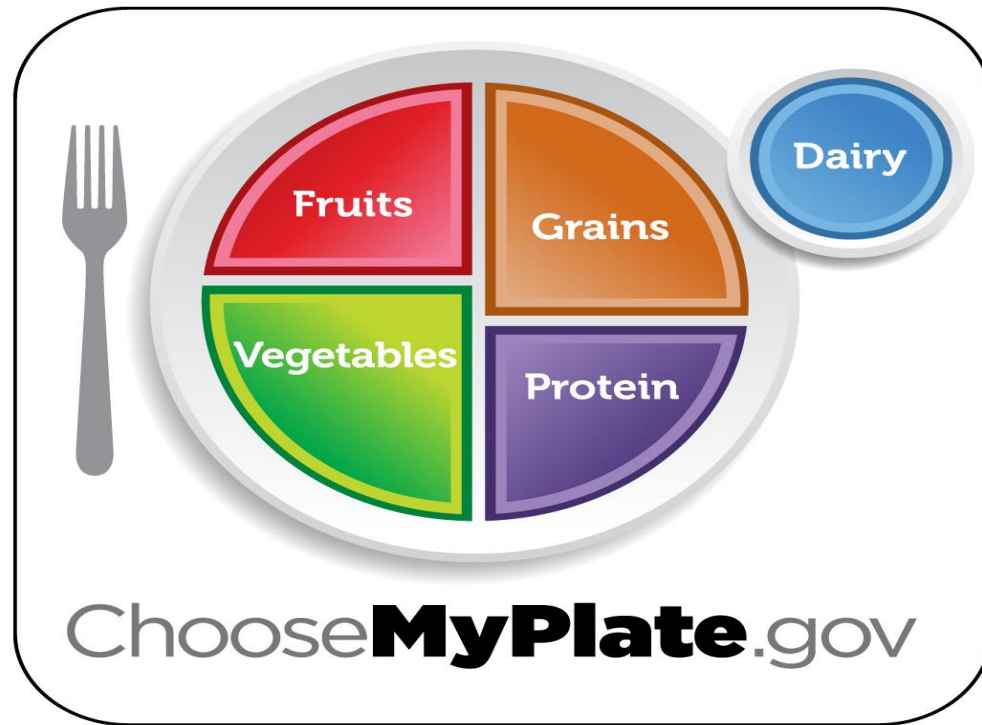 Fruits
Grains
Dairy
Vegetables
Protein
ChooseMyPlate.gov